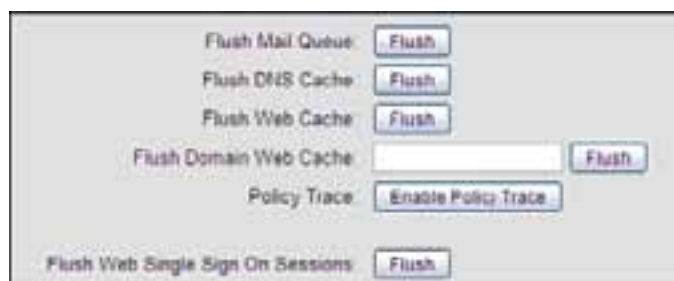 Flush Mail Queue Flush
Flush DNS Cache Flush
Flush Web Cache Flush
Flush Domain Web Cache Flush
Policy Trace Enable Policy Trace
Flush Web Single Sign On Sessions Flush